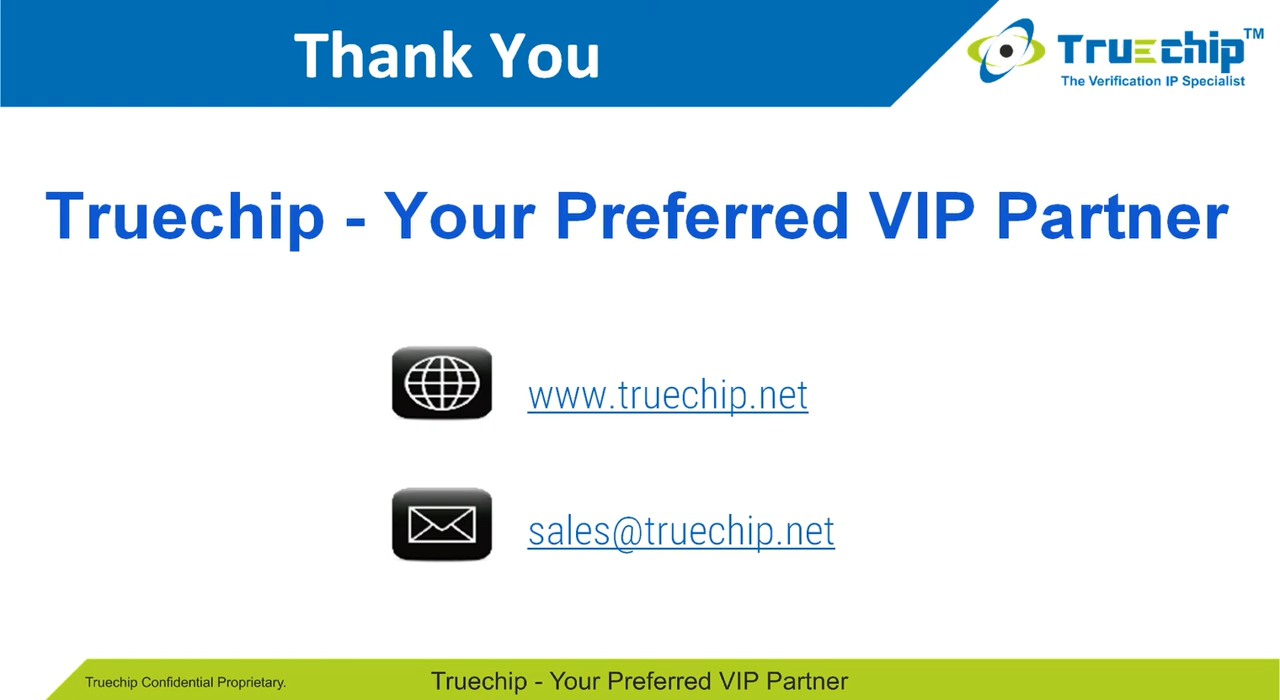 Thank You
Truechip™
The Verification IP Specialist
Truechip - Your Preferred VIP Partner
www.truechip.net
sales@truechip.net
Truechip Confidential Proprietary.
Truechip - Your Preferred VIP Partner